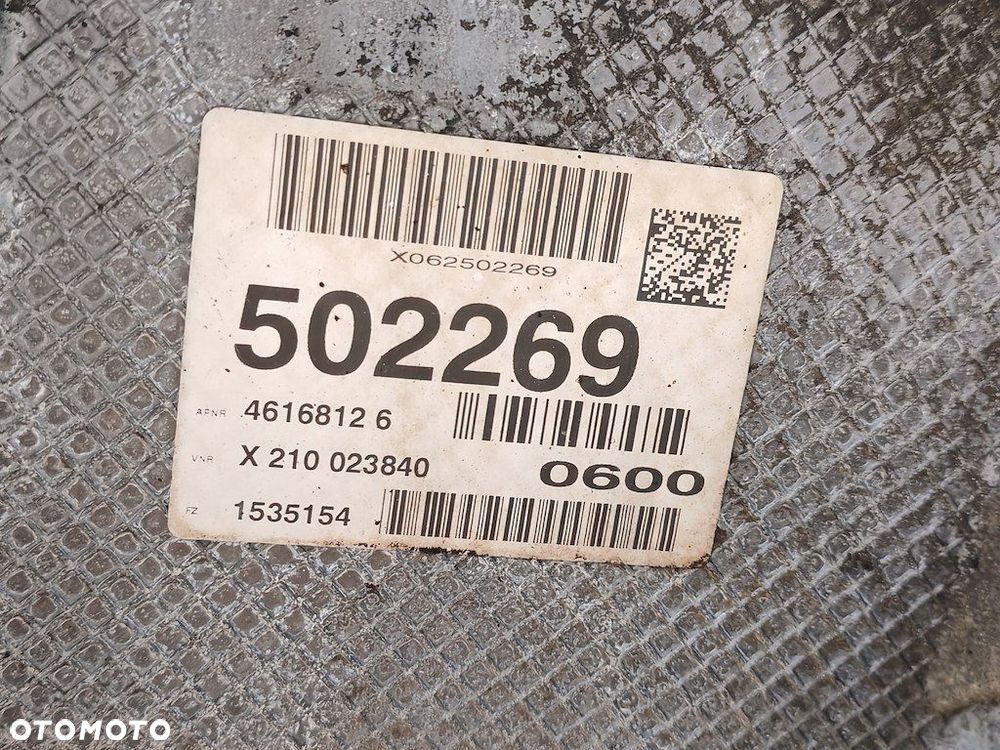 X062502269
502269
APNR 4616812 6
0600
VNR X 210 023840
FZ 1535154
OTOMOTO